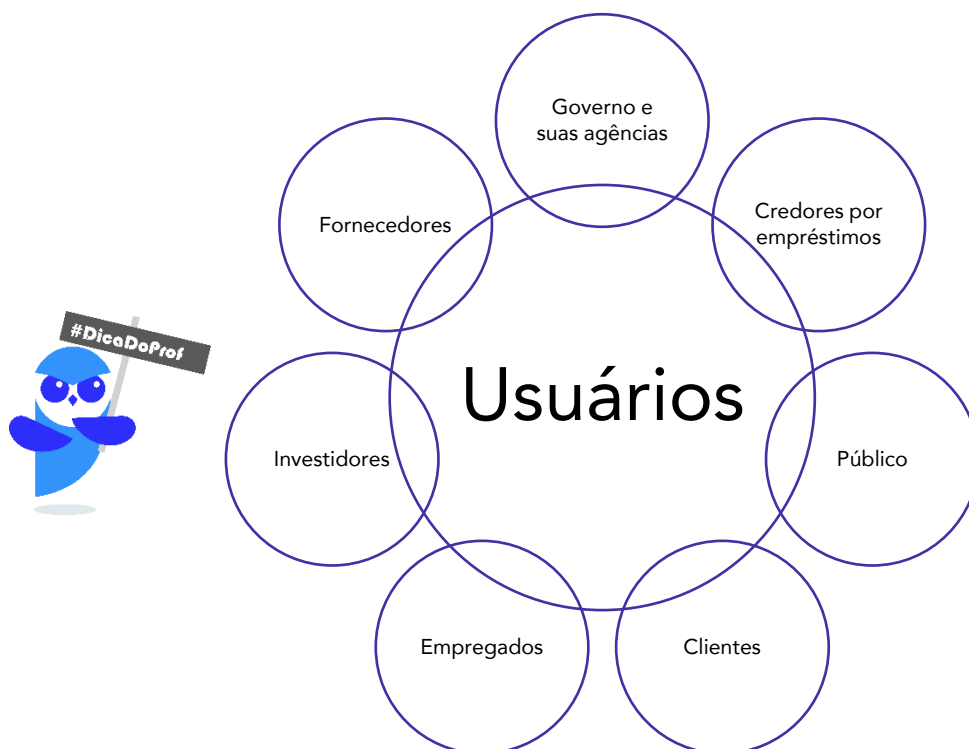 Governo e
suas agências
Credores por
empréstimos
Fornecedores
#DicaDoProf
Usuários
Investidores
Público
Empregados
Clientes